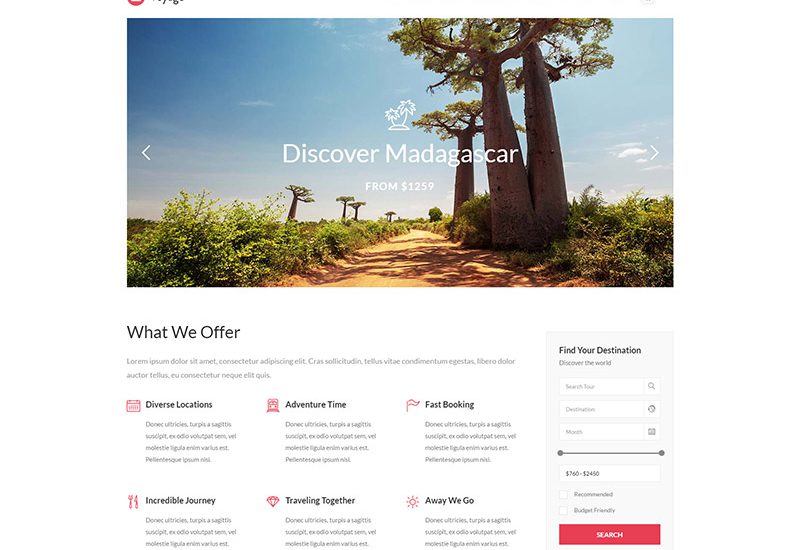 Discover Madagascar
FROM $1259
What We Offer
Lorem ipsum dolor sit amet, consectetur adipiscing elit. Cras sollicitudin, tellus vitae condimentum egestas, libero dolor
auctor tellus, eu consectetur neque elit quis.
Diverse Locations
Donec ultricies, turpis a sagittis
suscipit, ex odio volutpat sem, vel
molestie ligula enim varius est.
Pellentesque ipsum nisl.
Adventure Time
Donec ultricies, turpis a sagittis
suscipit, ex odio volutpat sem, vel
molestie ligula enim varius est.
Pellentesque ipsum nisl.
Fast Booking
Donec ultricies, turpis a sagittis
suscipit, ex odio volutpat sem, vel
molestie ligula enim varius est.
Pellentesque ipsum nisl.
Incredible Journey
Donec ultricies, turpis a sagittis
suscipit, ex odio volutpat sem, vel
molestie ligula enim varius est.
Traveling Together
Donec ultricies, turpis a sagittis
suscipit, ex odio volutpat sem, vel
molestie ligula enim varius est.
Away We Go
Donec ultricies, turpis a sagittis
suscipit, ex odio volutpat sem, vel
molestie ligula enim varius est.
Find Your Destination
Discover the world
Search Tour
Destination
Month
$760 - $2450
Recommended
Budget Friendly
SEARCH